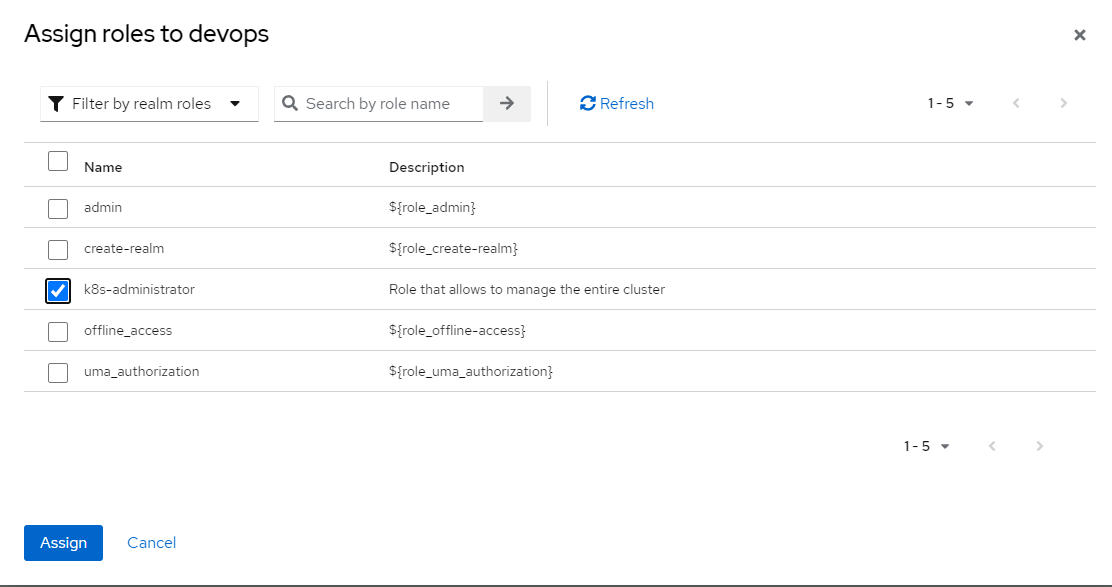 Assign roles to devops
Filter by realm roles
Search by role name
Refresh
1 - 5
Name Description
admin ${role_admin}
create-realm ${role_create-realm}
k8s-administrator Role that allows to manage the entire cluster
offline_access ${role_offline-access}
uma_authorization ${role_uma_authorization}
1 - 5
Assign Cancel